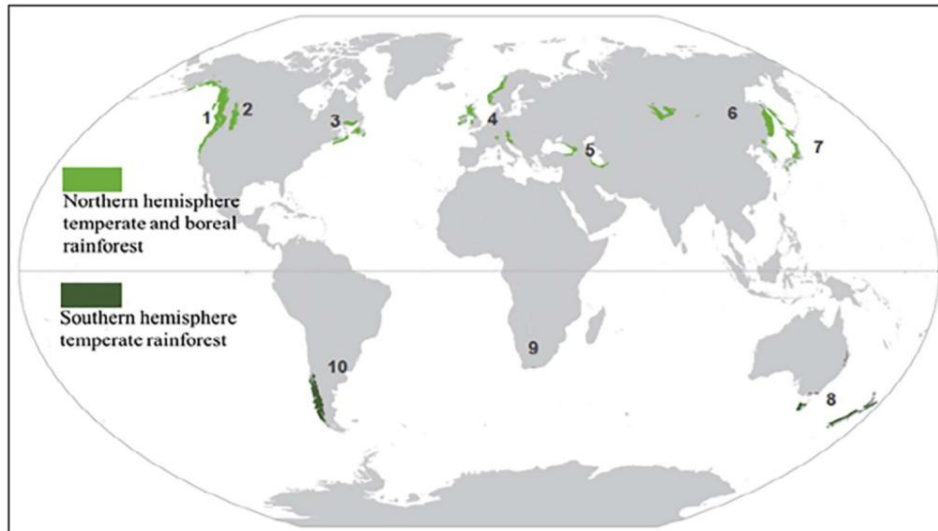 1
2
3
4
5
6
7
Northern hemisphere
temperate and boreal
rainforest
Southern hemisphere
temperate rainforest
8
9
10